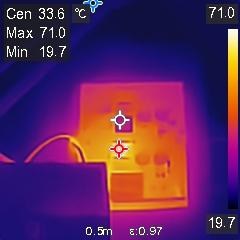 Cen 33.6 ℃
Max 71.0
Min 19.7
71.0
19.7
0.5m ε:0.97